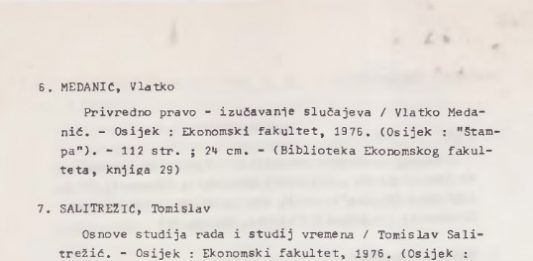 6. MEDANIĆ, Vlatko
Privredno pravo - izučavanje slučajeva / Vlatko Meda-
nić. - Osijek : Ekonomski fakultet, 1976. (Osijek : "Štam-
pa"). - 112 str. ; 24 cm. - (Biblioteka Ekonomskog fakul-
teta, knjiga 29)
7. SALITREŽIĆ, Tomislav
Osnove studija rada i studij vremena / Tomislav Sali-
trežić. - Osijek : Ekonomski fakultet, 1976. (Osijek :